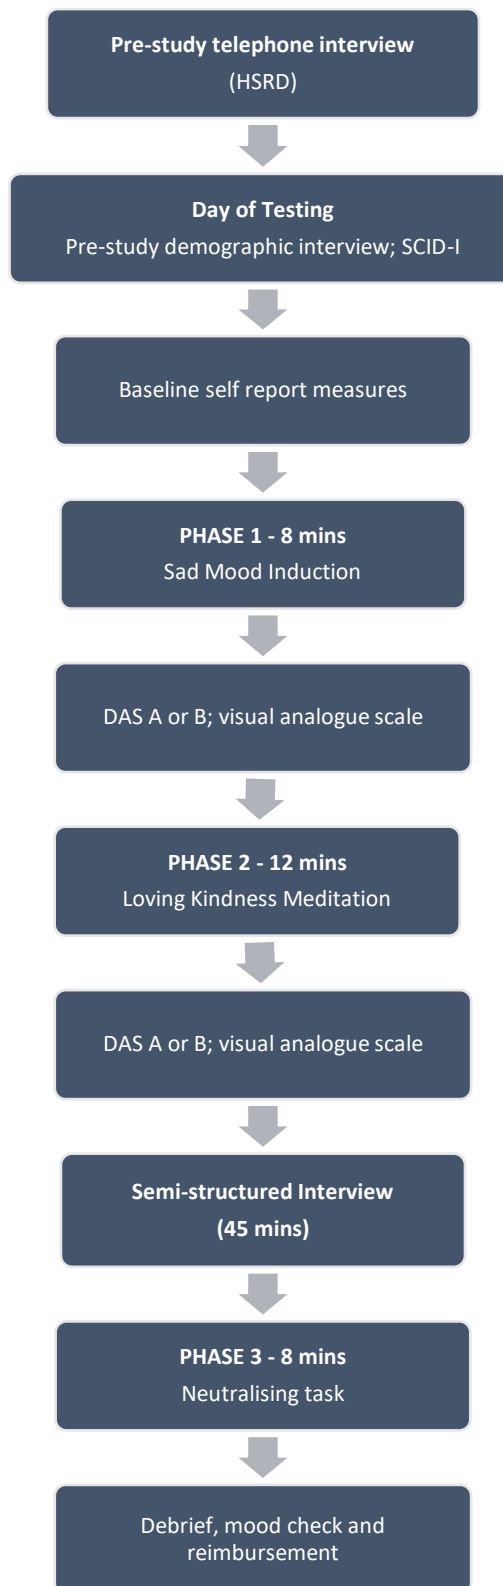 Pre-study telephone interview
(HSRD)
Day of Testing
Pre-study demographic interview; SCID-I
Baseline self report measures
PHASE 1 - 8 mins
Sad Mood Induction
DAS A or B; visual analogue scale
PHASE 2 - 12 mins
Loving Kindness Meditation
DAS A or B; visual analogue scale
Semi-structured Interview
(45 mins)
PHASE 3 - 8 mins
Neutralising task
Debrief, mood check and
reimbursement